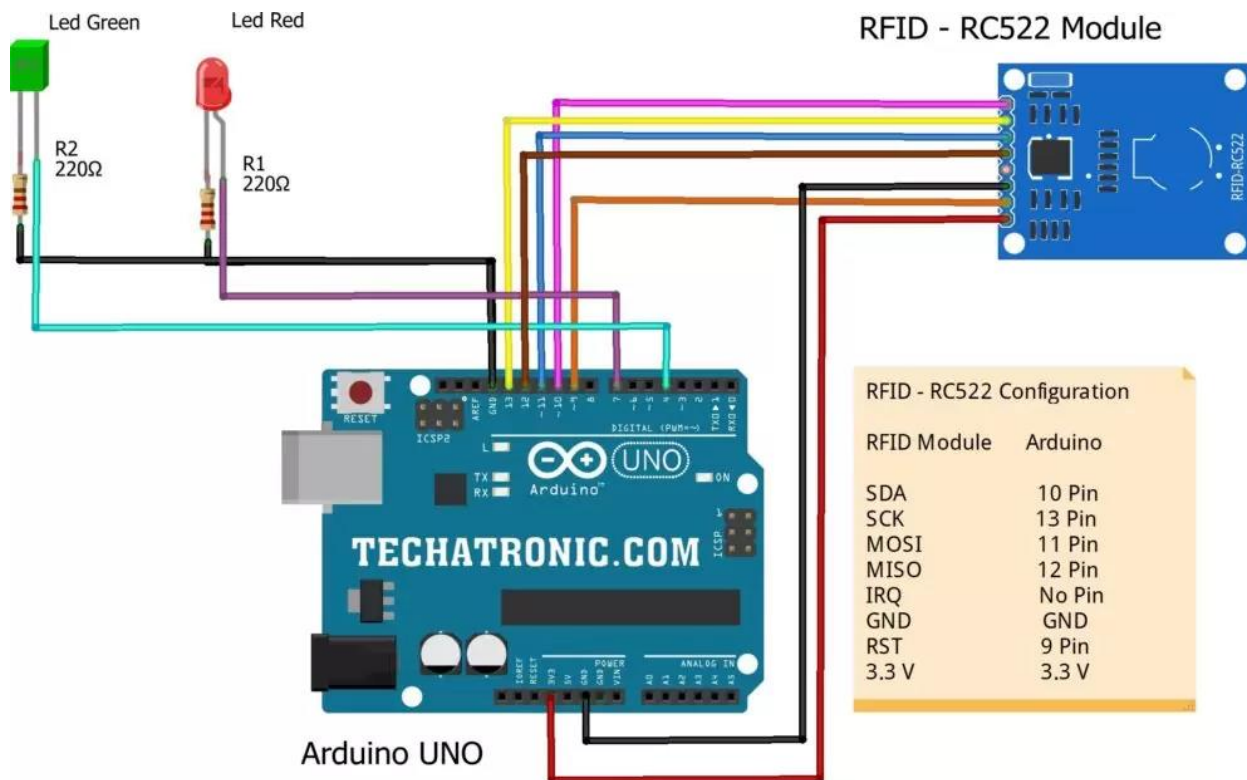 Led Green
Led Red
RFID - RC522 Module
R2
220Ω
R1
220Ω
RFID-RC522
RESET
ICSP2
AREF
GND
13
12
~11
~10
~9
8
7
~6
~5
4
~3
2
TX0▶1
RX0◀0
DIGITAL (PWM=~)
L
TX
RX
Arduino™
UNO
ON
1
ICSP
TECHATRONIC.COM
POWER
ANALOG IN
IOREF
RESET
3V3
5V
GND
GND
VIN
A0
A1
A2
A3
A4
A5
Arduino UNO
RFID - RC522 Configuration
RFID Module Arduino
SDA 10 Pin
SCK 13 Pin
MOSI 11 Pin
MISO 12 Pin
IRQ No Pin
GND GND
RST 9 Pin
3.3 V 3.3 V